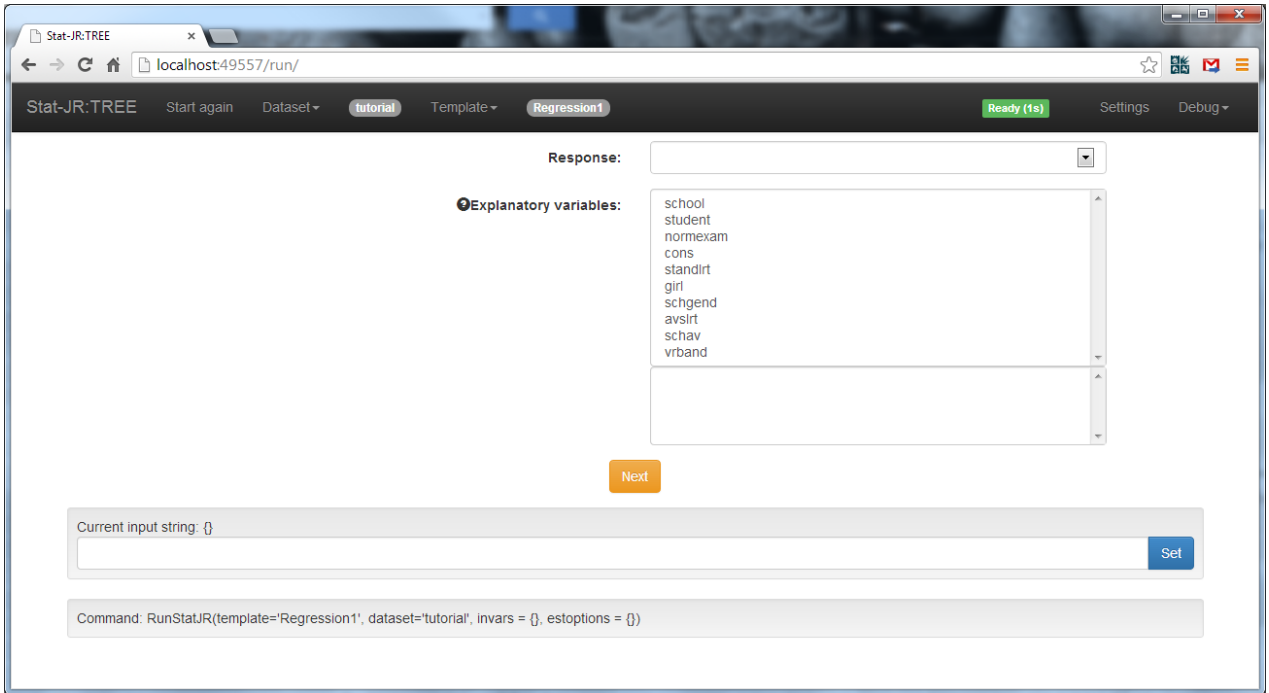 Stat-JR:TREE
localhost:49557/run/
Stat-JR:TREE Start again Dataset tutorial Template Regression1 Ready (1s) Settings Debug
Response:
Explanatory variables:
school
student
normexam
cons
standlrt
girl
schgend
avslrt
schav
vrband
Next
Current input string: {}
Set
Command: RunStatJR(template='Regression1', dataset='tutorial', invars = {}, estoptions = {})